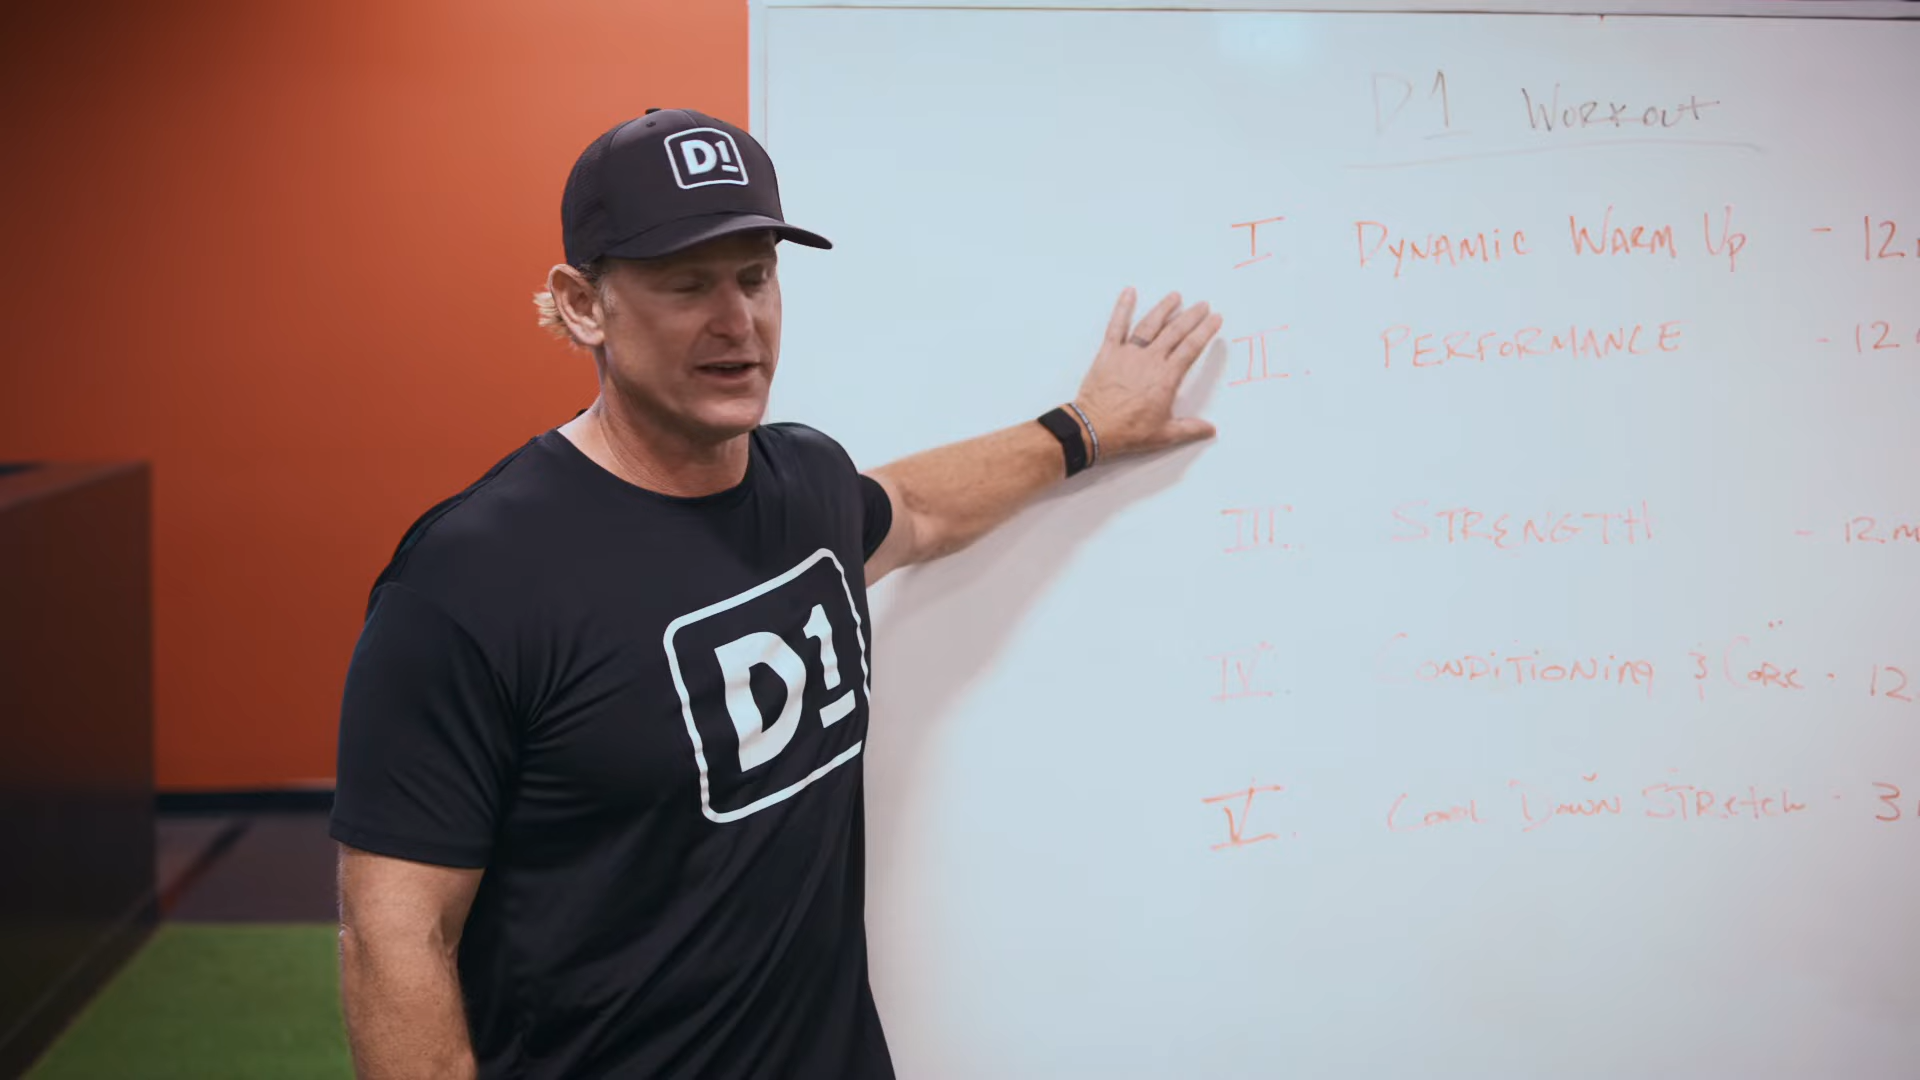 D1
D1
D1 WORKOUT
I DYNAMIC WARM UP - 12 m
II. PERFORMANCE - 12
III. STRENGTH - 12 m
IV. CONDITIONING & CORE - 12
V. COOL DOWN STRETCH - 3